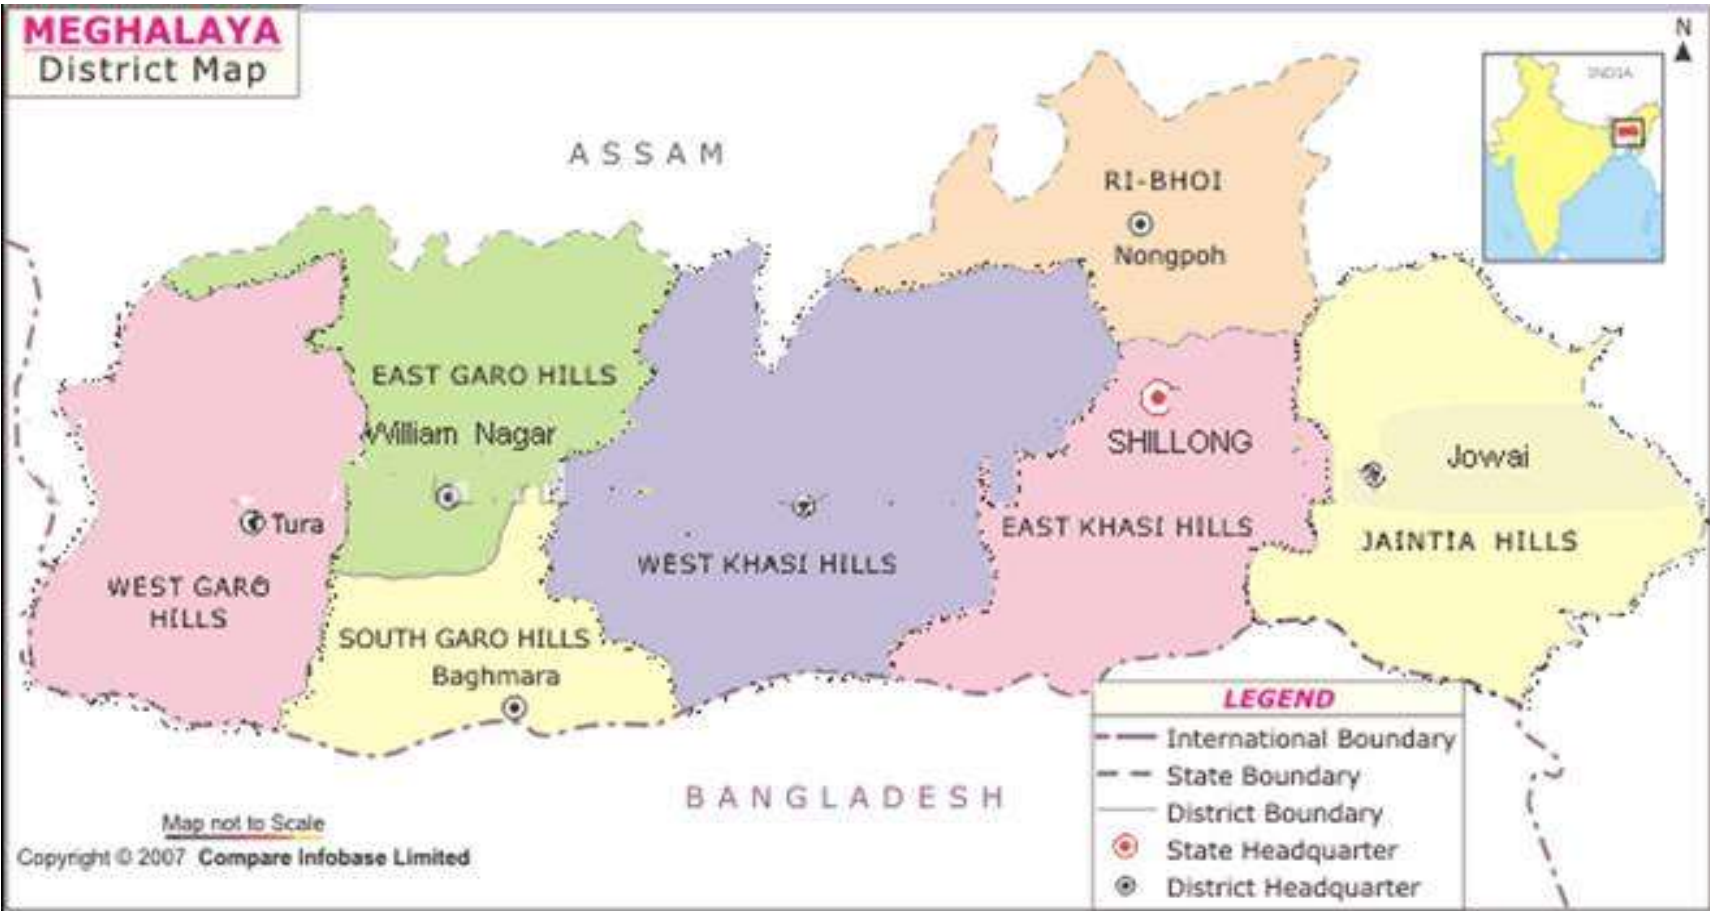 MEGHALAYA
District Map
N
INDIA
ASSAM
RI-BHOI
Nongpoh
EAST GARO HILLS
William Nagar
SHILLONG
Jowai
Tura
EAST KHASI HILLS
JAINTIA HILLS
WEST KHASI HILLS
WEST GARO
HILLS
SOUTH GARO HILLS
Baghmara
LEGEND
International Boundary
State Boundary
District Boundary
State Headquarter
District Headquarter
BANGLADESH
Map not to Scale
Copyright © 2007 Compare Infobase Limited